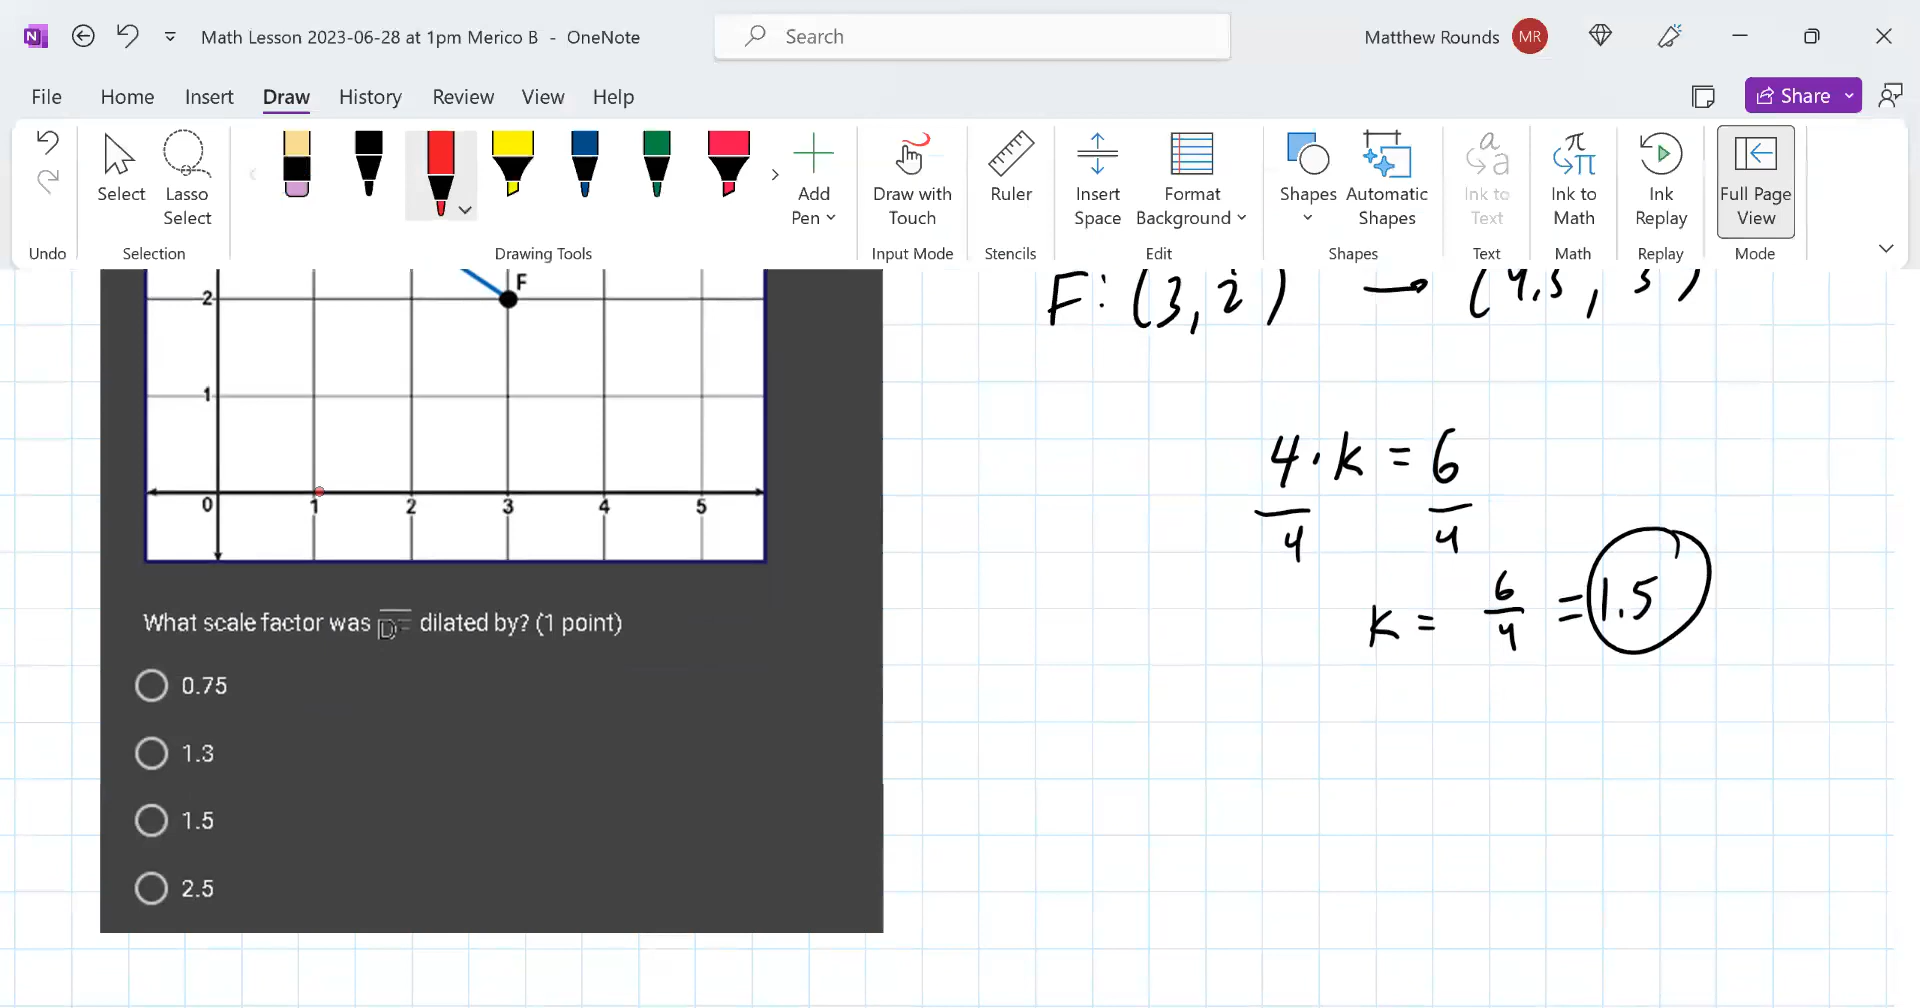 Math Lesson 2023-06-28 at 1pm Merico B - OneNote
Search
Matthew Rounds
MR
File Home Insert Draw History Review View Help
Share
Select
Lasso Select
Add Pen
Draw with Touch
Ruler
Insert Space
Format Background
Shapes
Automatic Shapes
Ink to Text
Ink to Math
Ink Replay
Full Page View
Undo
Selection
Drawing Tools
Input Mode
Stencils
Edit
Shapes
Text
Math
Replay
Mode
F
2
1
0 1 2 3 4 5
What scale factor was dilated by? (1 point)
0.75
1.3
1.5
2.5
F: (3, 2) → (4.5, 3)
4 · k = 6
4 4
k = 6/4 = 1.5